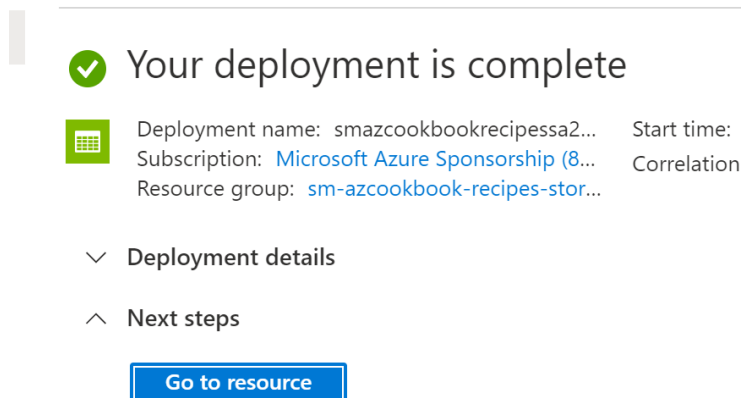 Your deployment is complete
Deployment name: smazcookbookrecipessa2... Start time:
Subscription: Microsoft Azure Sponsorship (8... Correlation
Resource group: sm-azcookbook-recipes-stor...
Deployment details
Next steps
Go to resource